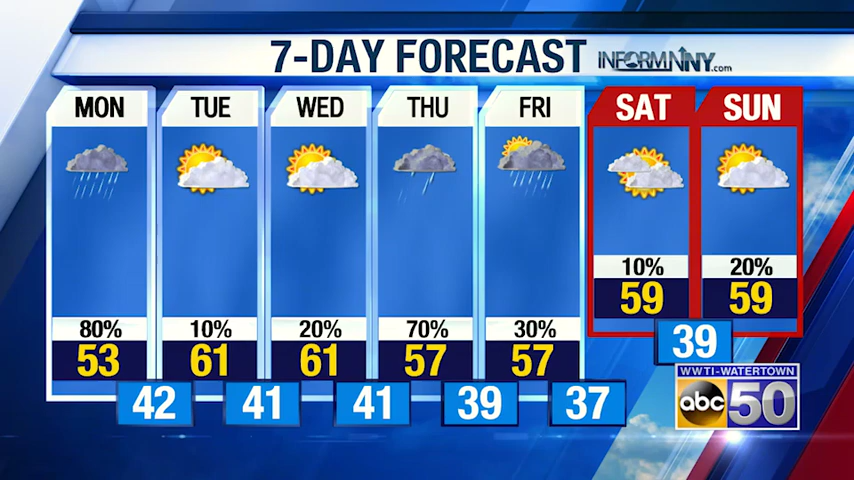 7-DAY FORECAST INFORMNNY.com
MON TUE WED THU FRI SAT SUN
10% 20%
59 59
80% 10% 20% 70% 30%
53 61 61 57 57
39
42 41 41 39 37
WWTI-WATERTOWN
abc 50